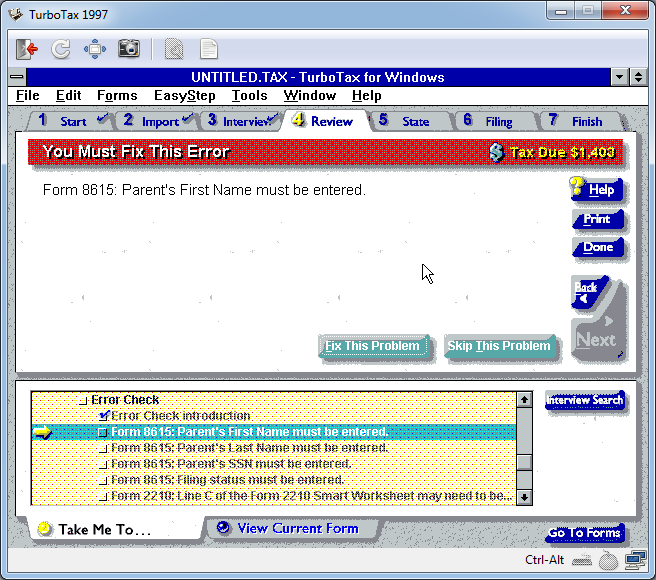 TurboTax 1997
UNTITLED.TAX - TurboTax for Windows
File Edit Forms EasyStep Tools Window Help
1 Start 2 Import 3 Interview 4 Review 5 State 6 Filing 7 Finish
You Must Fix This Error
$ Tax Due $1,403
Form 8615: Parent's First Name must be entered.
? Help
Print
Done
Back
Next
Fix This Problem Skip This Problem
Error Check
Error Check introduction
Form 8615: Parent's First Name must be entered.
Form 8615: Parent's Last Name must be entered.
Form 8615: Parent's SSN must be entered.
Form 8615: Filing status must be entered.
Form 2210: Line C of the Form 2210 Smart Worksheet may need to be...
Interview Search
Take Me To... View Current Form
Go To Forms
Ctrl-Alt